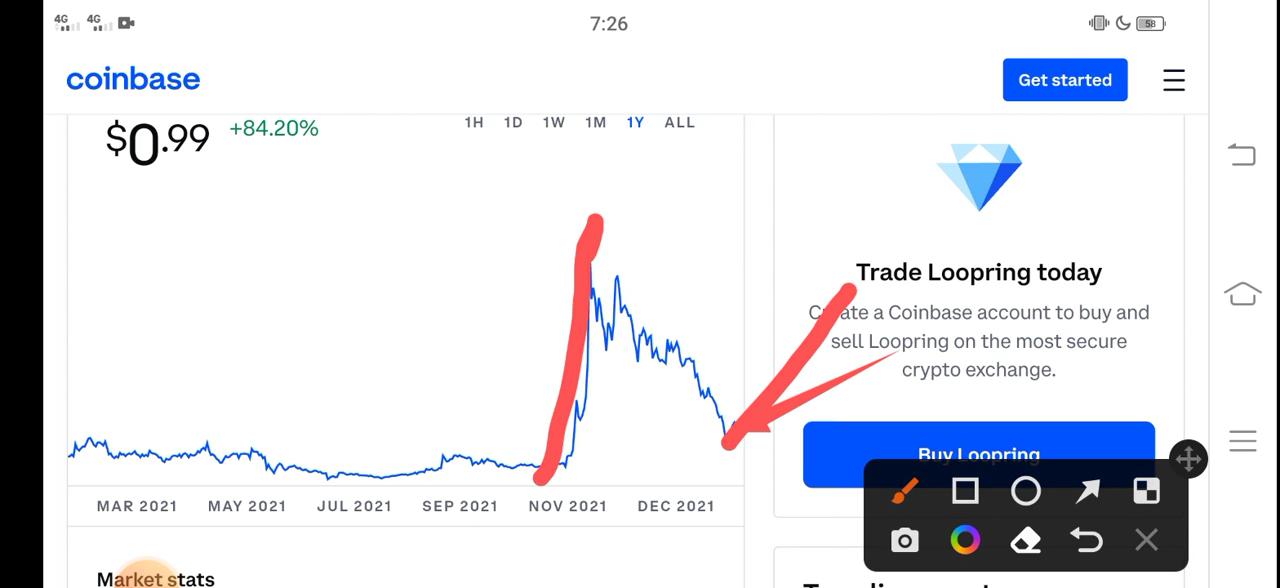 4G 4G 7:26 58
coinbase Get started
$0.99 +84.20% 1H 1D 1W 1M 1Y ALL
Trade Loopring today
Create a Coinbase account to buy and
sell Loopring on the most secure
crypto exchange.
Buy Loopring
MAR 2021 MAY 2021 JUL 2021 SEP 2021 NOV 2021 DEC 2021
Market stats